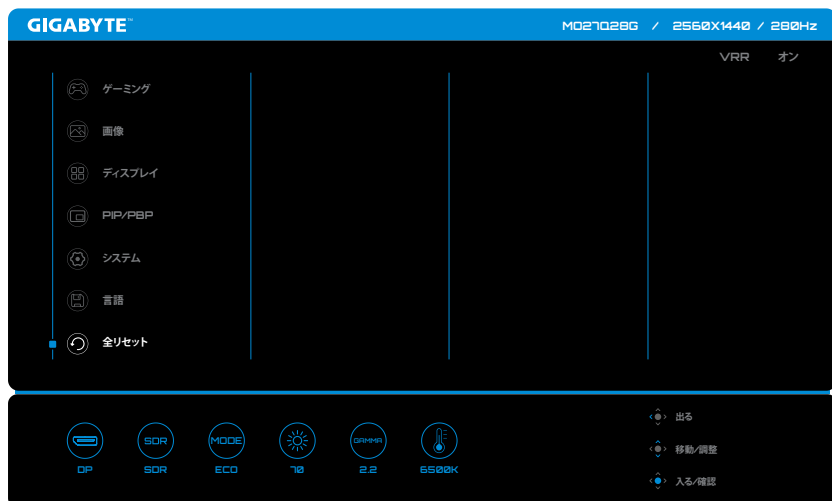 GIGABYTE™
MO27Q28G / 2560X1440 / 280Hz
VRR オン
ゲーミング
画像
ディスプレイ
PIP/PBP
システム
言語
全リセット
出る
SDR MODE GAMMA
移動/調整
DP SDR ECO 70 2.2 6500K
入る/確認